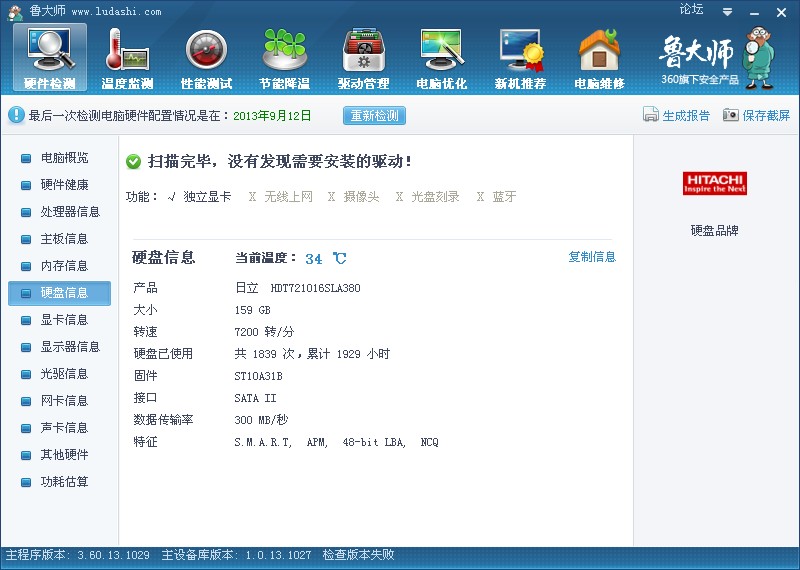 鲁大师 www.ludashi.com
论坛
硬件检测 温度监测 性能测试 节能降温 驱动管理 电脑优化 新机推荐 电脑维修
鲁大师
360旗下安全产品
最后一次检测电脑硬件配置情况是在：2013年9月12日 重新检测 生成报告 保存截屏
电脑概览
硬件健康
处理器信息
主板信息
内存信息
硬盘信息
显卡信息
显示器信息
光驱信息
网卡信息
声卡信息
其他硬件
功耗估算
扫描完毕，没有发现需要安装的驱动！
功能： √ 独立显卡 X 无线上网 X 摄像头 X 光盘刻录 X 蓝牙
硬盘信息 当前温度： 34 ℃ 复制信息
产品 日立 HDT721016SLA380
大小 159 GB
转速 7200 转/分
硬盘已使用 共 1839 次，累计 1929 小时
固件 ST10A31B
接口 SATA II
数据传输率 300 MB/秒
特征 S.M.A.R.T, APM, 48-bit LBA, NCQ
HITACHI
Inspire the Next
硬盘品牌
主程序版本: 3.60.13.1029 主设备库版本: 1.0.13.1027 检查版本失败